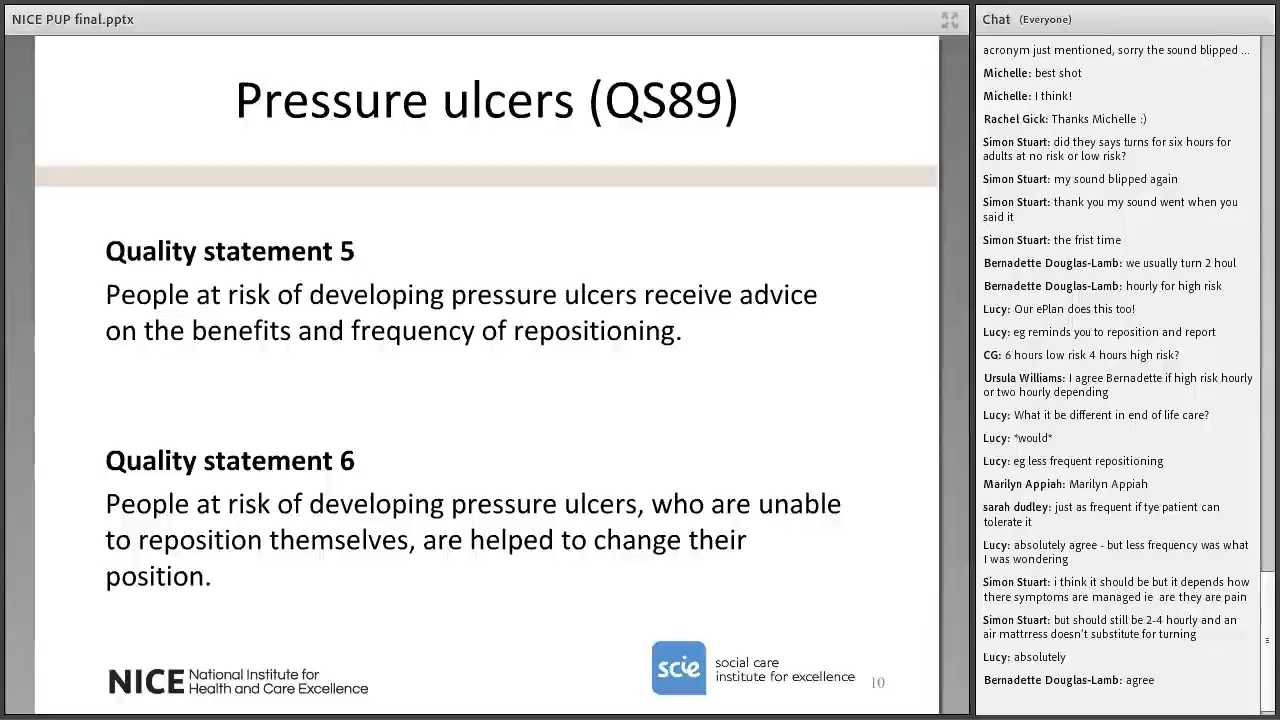 NICE PUP final.pptx
Pressure ulcers (QS89)
Quality statement 5
People at risk of developing pressure ulcers receive advice
on the benefits and frequency of repositioning.
Quality statement 6
People at risk of developing pressure ulcers, who are unable
to reposition themselves, are helped to change their
position.
NICE National Institute for
Health and Care Excellence
scie social care
institute for excellence
10
Chat (Everyone)
acronym just mentioned, sorry the sound blipped ...
Michelle: best shot
Michelle: I think!
Rachel Gick: Thanks Michelle :)
Simon Stuart: did they says turns for six hours for
adults at no risk or low risk?
Simon Stuart: my sound blipped again
Simon Stuart: thank you my sound went when you
said it
Simon Stuart: the frist time
Bernadette Douglas-Lamb: we usually turn 2 houl
Bernadette Douglas-Lamb: hourly for high risk
Lucy: Our ePlan does this too!
Lucy: eg reminds you to reposition and report
CG: 6 hours low risk 4 hours high risk?
Ursula Williams: I agree Bernadette if high risk hourly
or two hourly depending
Lucy: What it be different in end of life care?
Lucy: *would*
Lucy: eg less frequent repositioning
Marilyn Appiah: Marilyn Appiah
sarah dudley: just as frequent if tye patient can
tolerate it
Lucy: absolutely agree - but less frequency was what
I was wondering
Simon Stuart: i think it should be but it depends how
there symptoms are managed ie are they are pain
Simon Stuart: but should still be 2-4 hourly and an
air mattrress doesn't substitute for turning
Lucy: absolutely
Bernadette Douglas-Lamb: agree